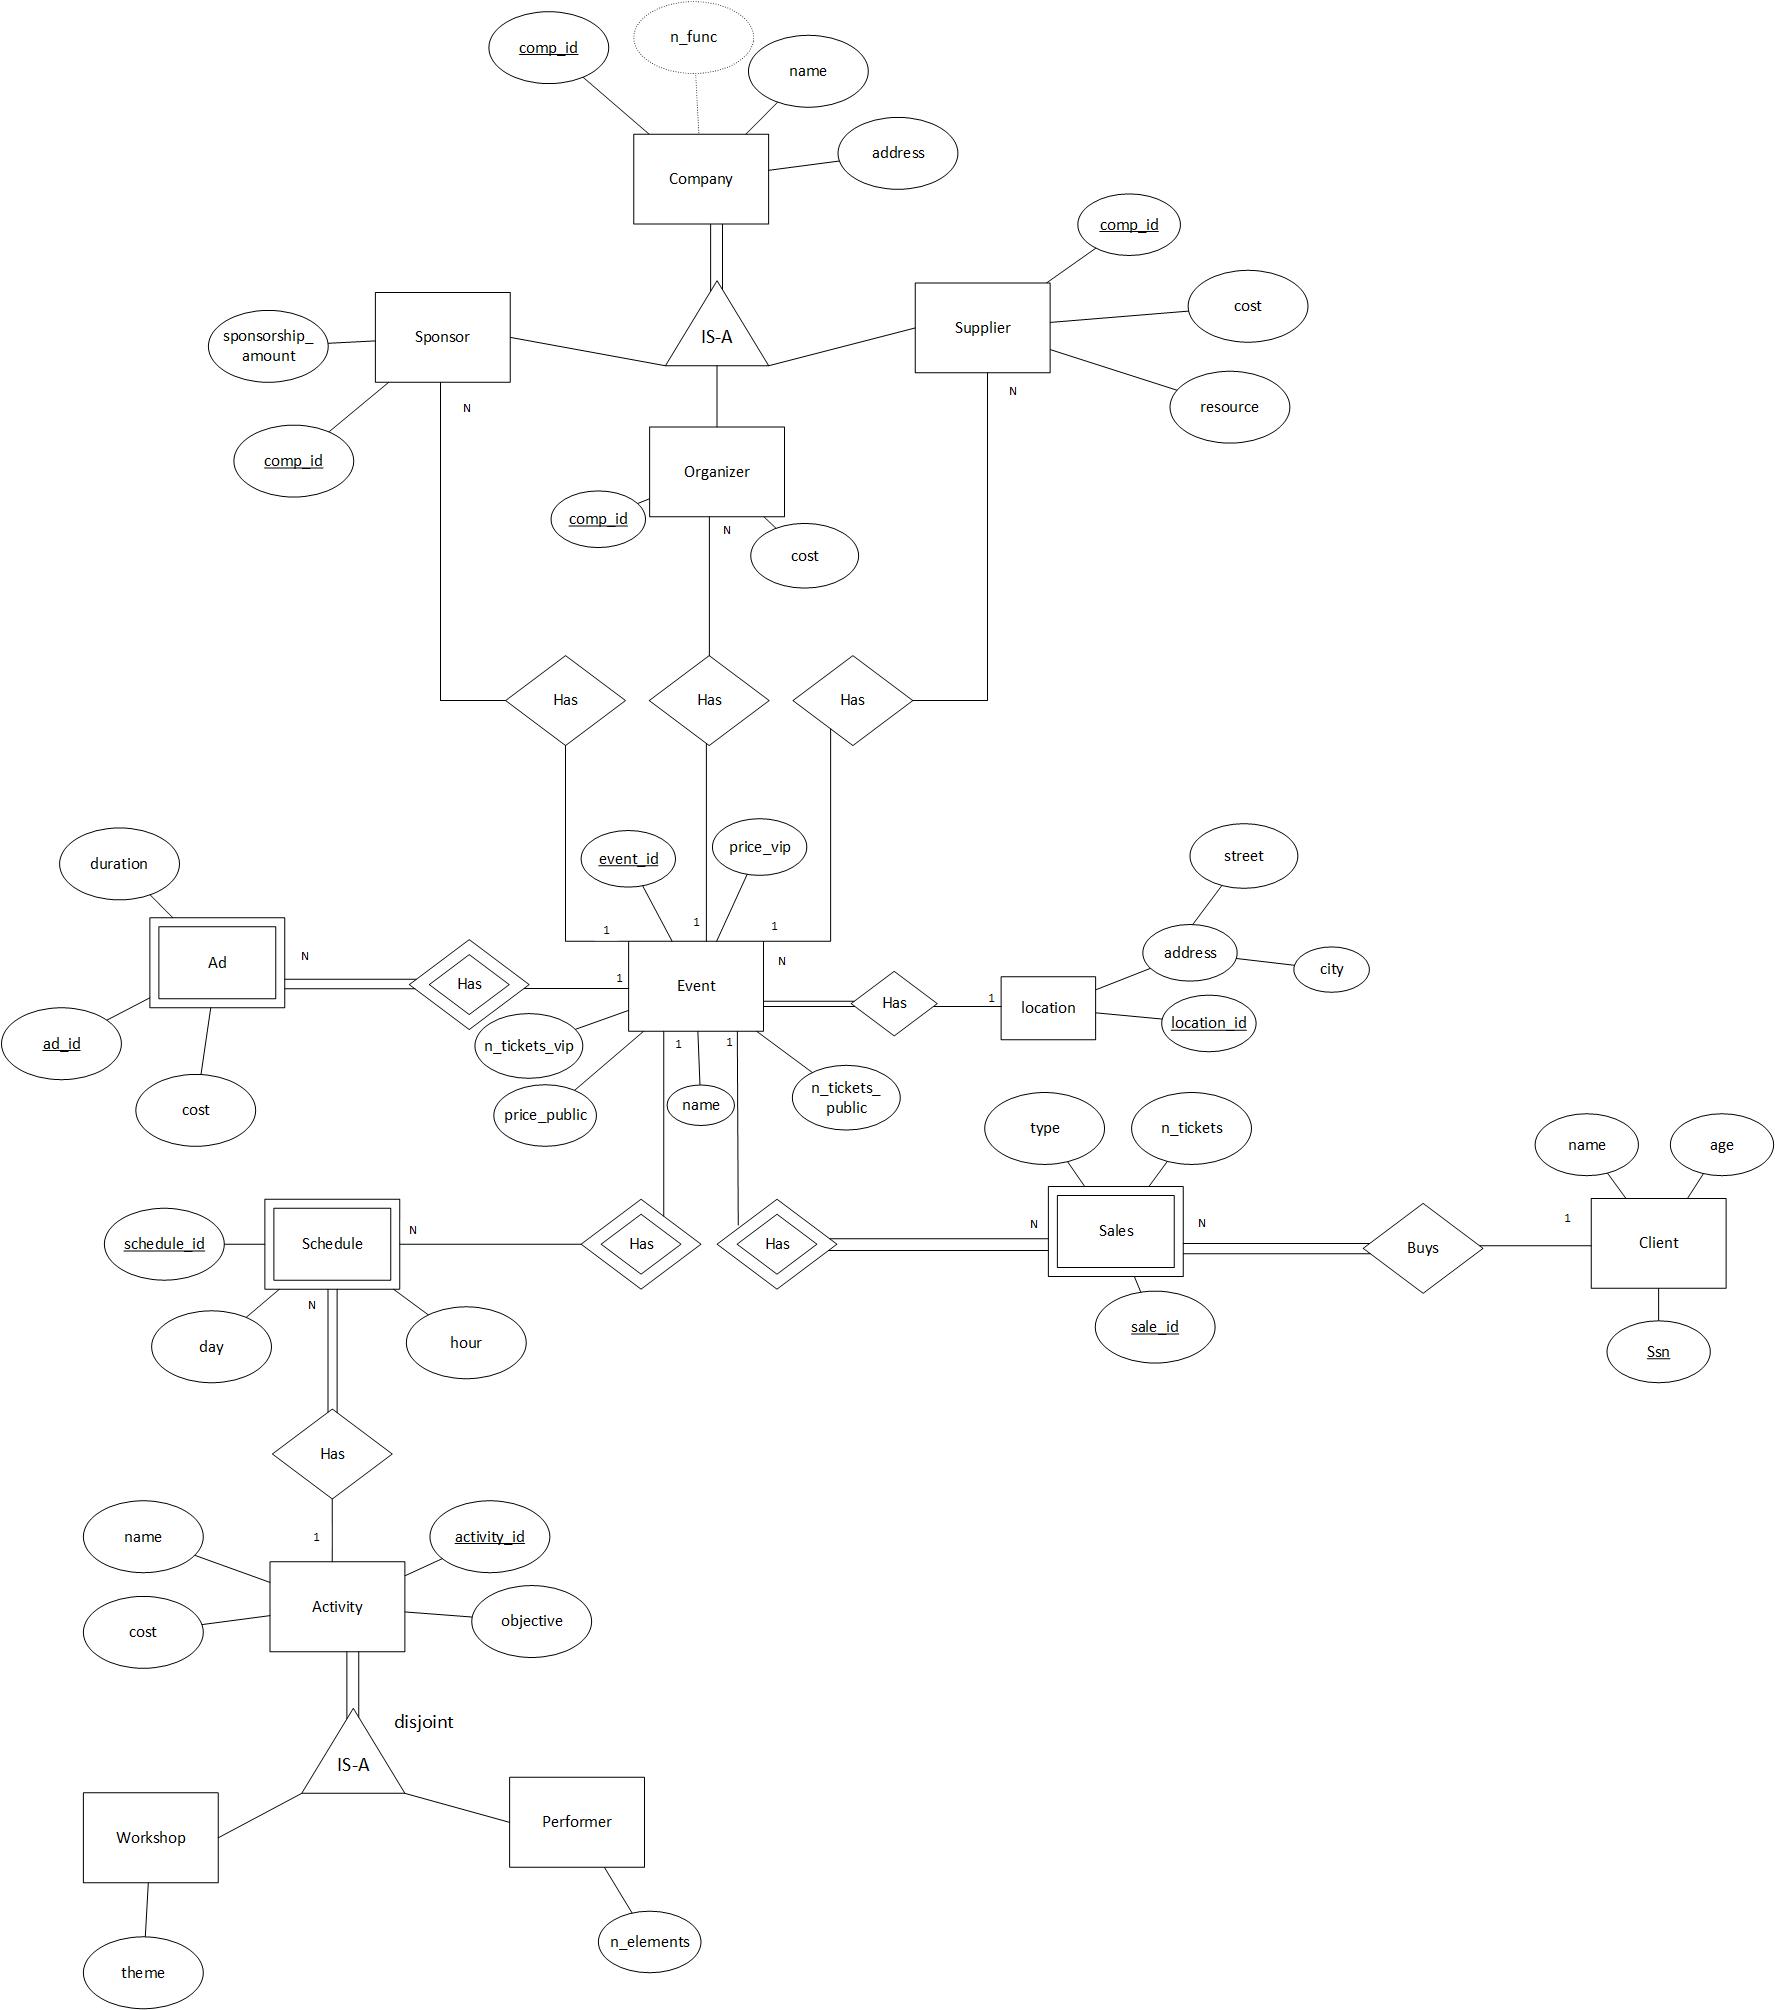 comp_id
n_func
name
address
Company
comp_id
cost
resource
Supplier
IS-A
Sponsor
sponsorship_
amount
comp_id
N
N
Organizer
comp_id
N
cost
Has
Has
Has
event_id
price_vip
1
1
1
duration
Ad
N
Has
1
Event
N
Has
1
location
address
street
city
location_id
ad_id
cost
n_tickets_vip
price_public
1
name
1
n_tickets_
public
type
n_tickets
name
age
schedule_id
Schedule
N
Has
Has
N
Sales
N
Buys
1
Client
day
N
hour
sale_id
Ssn
Has
name
1
activity_id
Activity
cost
objective
disjoint
IS-A
Workshop
Performer
theme
n_elements